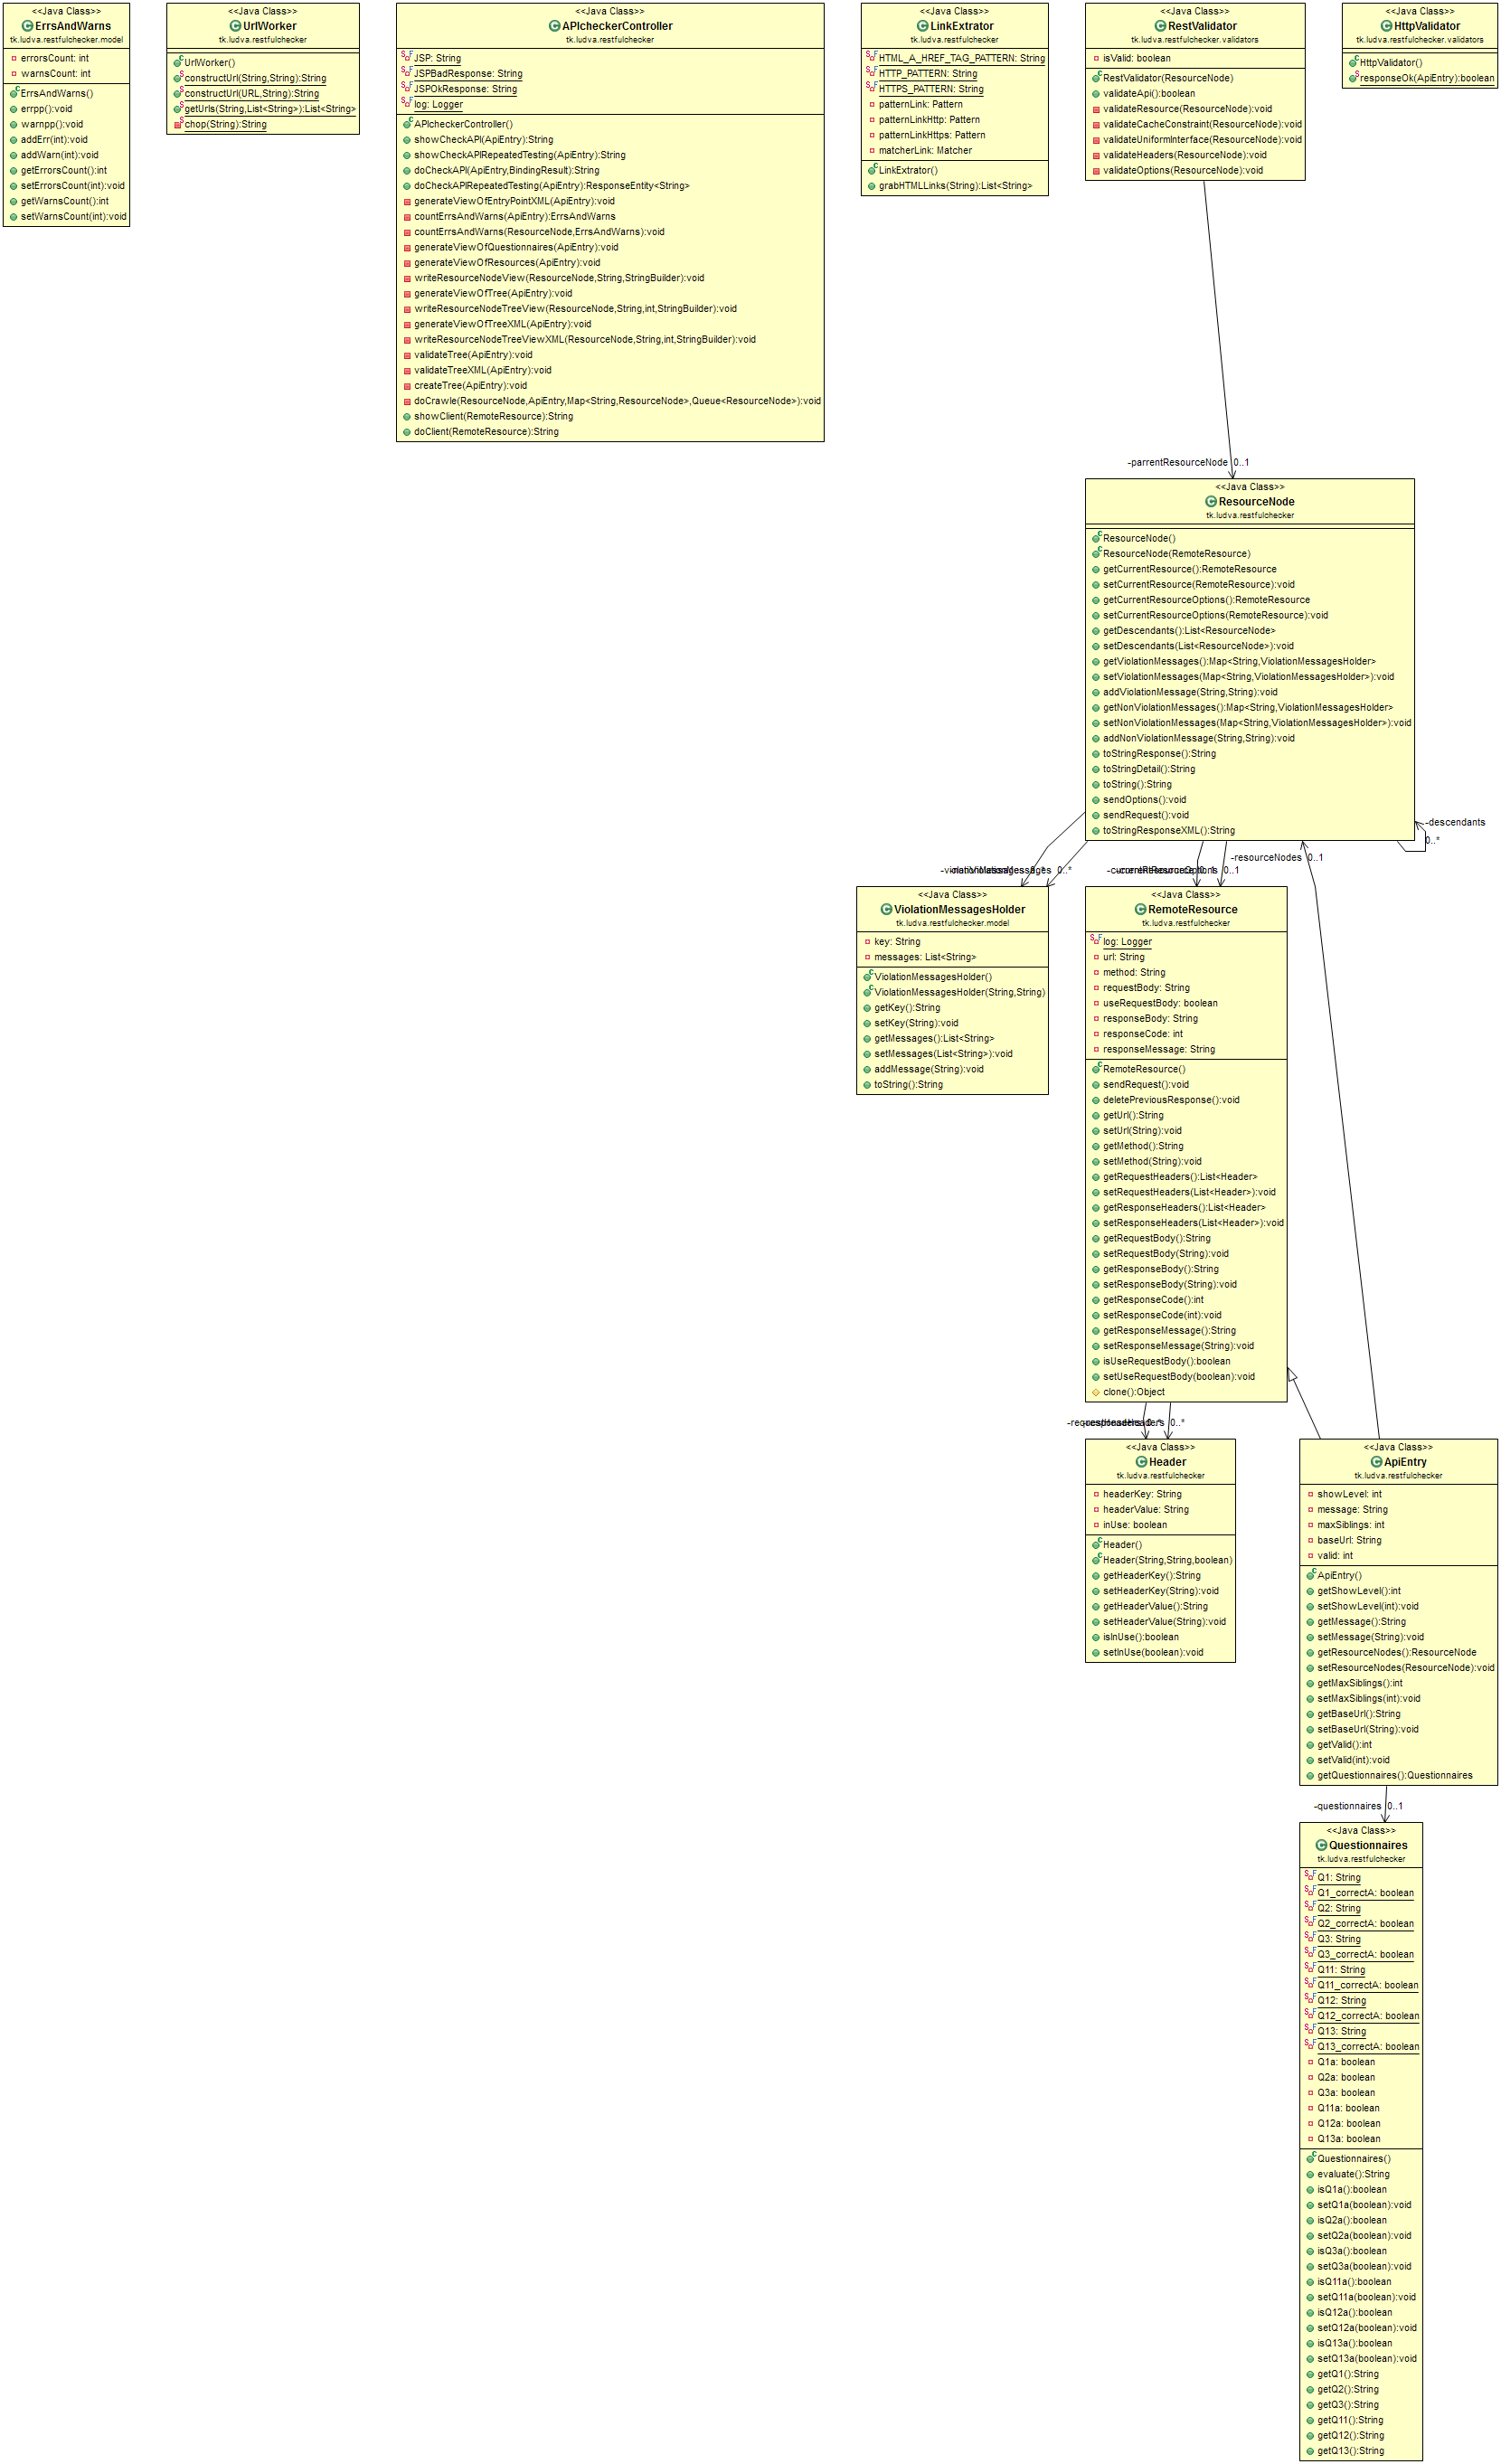 <<Java Class>>
ErrsAndWarns
tk.ludva.restfulchecker.model
errorsCount: int
warnsCount: int
ErrsAndWarns()
errpp():void
warnpp():void
addErr(int):void
addWarn(int):void
getErrorsCount():int
setErrorsCount(int):void
getWarnsCount():int
setWarnsCount(int):void
<<Java Class>>
UrlWorker
tk.ludva.restfulchecker
UrlWorker()
constructUrl(String,String):String
constructUrl(URL,String):String
getUrls(String,List<String>):List<String>
chop(String):String
<<Java Class>>
APIcheckerController
tk.ludva.restfulchecker
JSP: String
JSPBadResponse: String
JSPOkResponse: String
log: Logger
APIcheckerController()
showCheckAPI(ApiEntry):String
showCheckAPIRepeatedTesting(ApiEntry):String
doCheckAPI(ApiEntry,BindingResult):String
doCheckAPIRepeatedTesting(ApiEntry):ResponseEntity<String>
generateViewOfEntryPointXML(ApiEntry):void
countErrsAndWarns(ApiEntry):ErrsAndWarns
countErrsAndWarns(ResourceNode,ErrsAndWarns):void
generateViewOfQuestionnaires(ApiEntry):void
generateViewOfResources(ApiEntry):void
writeResourceNodeView(ResourceNode,String,StringBuilder):void
generateViewOfTree(ApiEntry):void
writeResourceNodeTreeView(ResourceNode,String,int,StringBuilder):void
generateViewOfTreeXML(ApiEntry):void
writeResourceNodeTreeViewXML(ResourceNode,String,int,StringBuilder):void
validateTree(ApiEntry):void
validateTreeXML(ApiEntry):void
createTree(ApiEntry):void
doCrawle(ResourceNode,ApiEntry,Map<String,ResourceNode>,Queue<ResourceNode>):void
showClient(RemoteResource):String
doClient(RemoteResource):String
<<Java Class>>
LinkExtrator
tk.ludva.restfulchecker
HTML_A_HREF_TAG_PATTERN: String
HTTP_PATTERN: String
HTTPS_PATTERN: String
patternLink: Pattern
patternLinkHttp: Pattern
patternLinkHttps: Pattern
matcherLink: Matcher
LinkExtrator()
grabHTMLLinks(String):List<String>
<<Java Class>>
RestValidator
tk.ludva.restfulchecker.validators
isValid: boolean
RestValidator(ResourceNode)
validateApi():boolean
validateResource(ResourceNode):void
validateCacheConstraint(ResourceNode):void
validateUniformInterface(ResourceNode):void
validateHeaders(ResourceNode):void
validateOptions(ResourceNode):void
<<Java Class>>
HttpValidator
tk.ludva.restfulchecker.validators
HttpValidator()
responseOk(ApiEntry):boolean
-parrentResourceNode 0..1
<<Java Class>>
ResourceNode
tk.ludva.restfulchecker
ResourceNode()
ResourceNode(RemoteResource)
getCurrentResource():RemoteResource
setCurrentResource(RemoteResource):void
getCurrentResourceOptions():RemoteResource
setCurrentResourceOptions(RemoteResource):void
getDescendants():List<ResourceNode>
setDescendants(List<ResourceNode>):void
getViolationMessages():Map<String,ViolationMessagesHolder>
setViolationMessages(Map<String,ViolationMessagesHolder>):void
addViolationMessage(String,String):void
getNonViolationMessages():Map<String,ViolationMessagesHolder>
setNonViolationMessages(Map<String,ViolationMessagesHolder>):void
addNonViolationMessage(String,String):void
toStringResponse():String
toStringDetail():String
toString():String
sendOptions():void
sendRequest():void
toStringResponseXML():String
-descendants
0..*
-resourceNodes 0..1
0..*
0..1
<<Java Class>>
ViolationMessagesHolder
tk.ludva.restfulchecker.model
key: String
messages: List<String>
ViolationMessagesHolder()
ViolationMessagesHolder(String,String)
getKey():String
setKey(String):void
getMessages():List<String>
setMessages(List<String>):void
addMessage(String):void
toString():String
<<Java Class>>
RemoteResource
tk.ludva.restfulchecker
log: Logger
url: String
method: String
requestBody: String
useRequestBody: boolean
responseBody: String
responseCode: int
responseMessage: String
RemoteResource()
sendRequest():void
deletePreviousResponse():void
getUrl():String
setUrl(String):void
getMethod():String
setMethod(String):void
getRequestHeaders():List<Header>
setRequestHeaders(List<Header>):void
getResponseHeaders():List<Header>
setResponseHeaders(List<Header>):void
getRequestBody():String
setRequestBody(String):void
getResponseBody():String
setResponseBody(String):void
getResponseCode():int
setResponseCode(int):void
getResponseMessage():String
setResponseMessage(String):void
isUseRequestBody():boolean
setUseRequestBody(boolean):void
clone():Object
0..*
<<Java Class>>
Header
tk.ludva.restfulchecker
headerKey: String
headerValue: String
inUse: boolean
Header()
Header(String,String,boolean)
getHeaderKey():String
setHeaderKey(String):void
getHeaderValue():String
setHeaderValue(String):void
isInUse():boolean
setInUse(boolean):void
<<Java Class>>
ApiEntry
tk.ludva.restfulchecker
showLevel: int
message: String
maxSiblings: int
baseUrl: String
valid: int
ApiEntry()
getShowLevel():int
setShowLevel(int):void
getMessage():String
setMessage(String):void
getResourceNodes():ResourceNode
setResourceNodes(ResourceNode):void
getMaxSiblings():int
setMaxSiblings(int):void
getBaseUrl():String
setBaseUrl(String):void
getValid():int
setValid(int):void
getQuestionnaires():Questionnaires
-questionnaires 0..1
<<Java Class>>
Questionnaires
tk.ludva.restfulchecker
Q1: String
Q1_correctA: boolean
Q2: String
Q2_correctA: boolean
Q3: String
Q3_correctA: boolean
Q11: String
Q11_correctA: boolean
Q12: String
Q12_correctA: boolean
Q13: String
Q13_correctA: boolean
Q1a: boolean
Q2a: boolean
Q3a: boolean
Q11a: boolean
Q12a: boolean
Q13a: boolean
Questionnaires()
evaluate():String
isQ1a():boolean
setQ1a(boolean):void
isQ2a():boolean
setQ2a(boolean):void
isQ3a():boolean
setQ3a(boolean):void
isQ11a():boolean
setQ11a(boolean):void
isQ12a():boolean
setQ12a(boolean):void
isQ13a():boolean
setQ13a(boolean):void
getQ1():String
getQ2():String
getQ3():String
getQ11():String
getQ12():String
getQ13():String